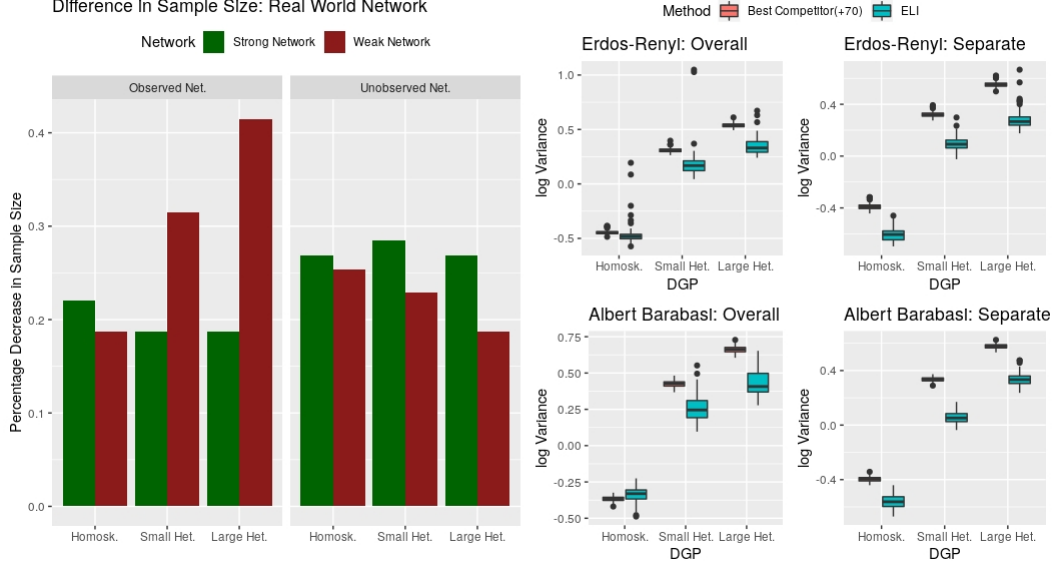 Difference in Sample Size: Real World Network
Network Strong Network Weak Network
Observed Net. Unobserved Net.
Percentage Decrease in Sample Size
0.4
0.3
0.2
0.1
0.0
Homosk. Small Het. Large Het. Homosk. Small Het. Large Het.
Method Best Competitor(+70) ELI
Erdos-Renyl: Overall
log Variance
1.0
0.5
0.0
-0.5
Homosk. Small Het. Large Het.
DGP
Erdos-Renyl: Separate
log Variance
0.4
0.0
-0.4
Homosk. Small Het. Large Het.
DGP
Albert Barabasl: Overall
log Variance
0.75
0.50
0.25
0.00
-0.25
-0.50
Homosk. Small Het. Large Het.
DGP
Albert Barabasl: Separate
log Variance
0.4
0.0
-0.4
Homosk. Small Het. Large Het.
DGP